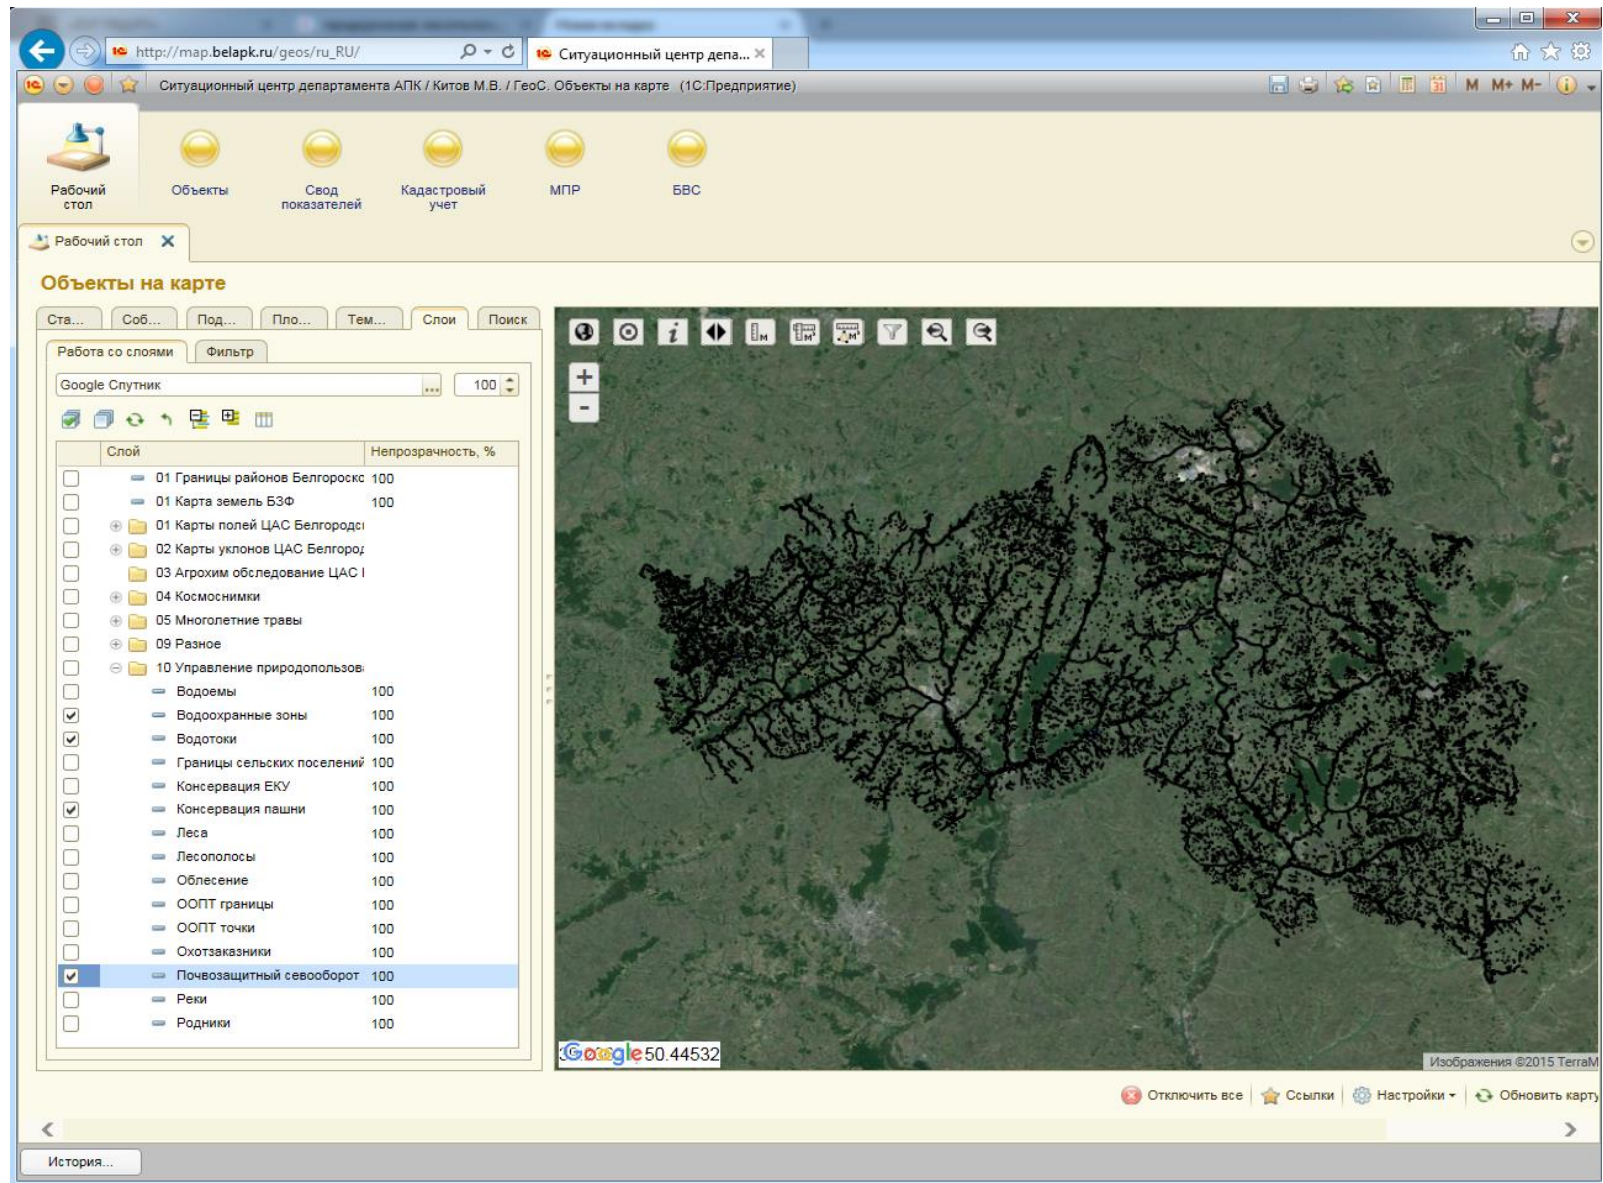 http://map.belapk.ru/geos/ru_RU/
Ситуационный центр депа...
Ситуационный центр департамента АПК / Китов М.В. / ГеоС. Объекты на карте (1С:Предприятие)
31 M M+ M-
Рабочий стол
Объекты
Свод показателей
Кадастровый учет
МПР
БВС
Рабочий стол
Объекты на карте
Ста...
Соб...
Под...
Пло...
Тем...
Слои
Поиск
Работа со слоями
Фильтр
Google Спутник
...
100
Слой
Непрозрачность, %
01 Границы районов Белгородскс 100
01 Карта земель БЗФ 100
01 Карты полей ЦАС Белгородс
02 Карты уклонов ЦАС Белгород
03 Агрохим обследование ЦАС
04 Космоснимки
05 Многолетние травы
09 Разное
10 Управление природопользов
Водоемы 100
Водоохранные зоны 100
Водотоки 100
Границы сельских поселений 100
Консервация ЕКУ 100
Консервация пашни 100
Леса 100
Лесополосы 100
Облесение 100
ООПТ границы 100
ООПТ точки 100
Охотзаказники 100
Почвозащитный севооборот 100
Реки 100
Родники 100
+
-
Google 50.44532
Изображения ©2015 TerraM
Отключить все
Ссылки
Настройки
Обновить карту
История...